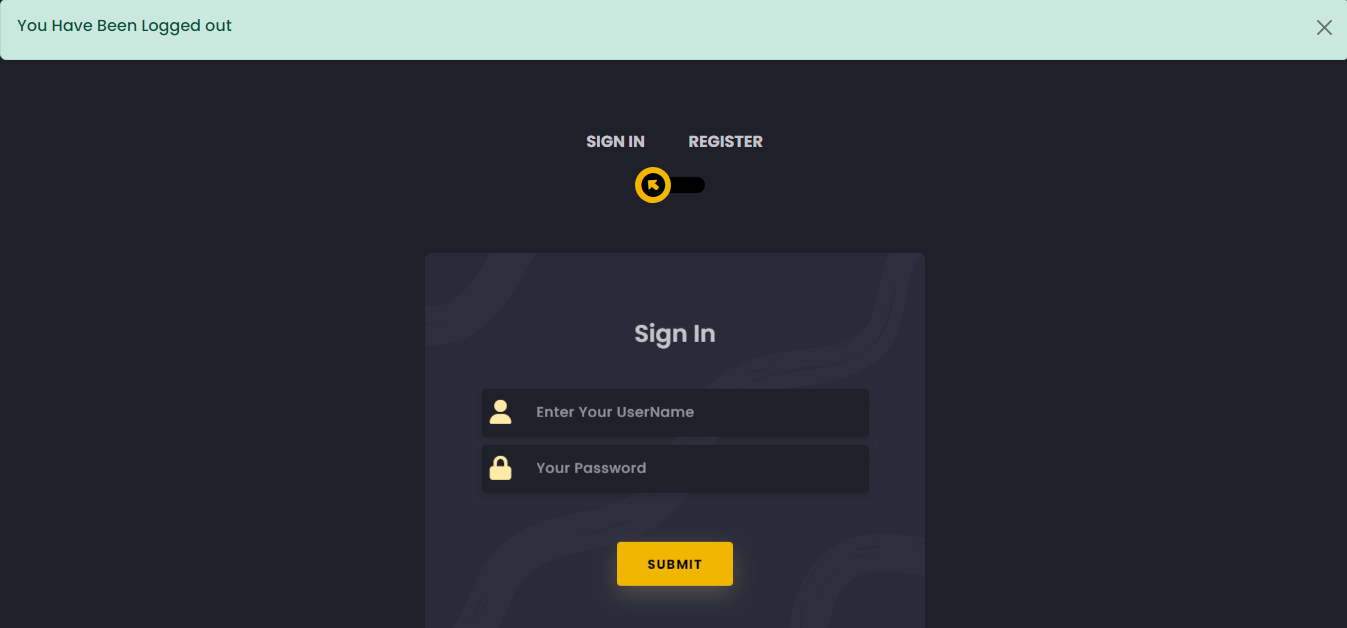 You Have Been Logged out
SIGN IN REGISTER
Sign In
Enter Your UserName
Your Password
SUBMIT